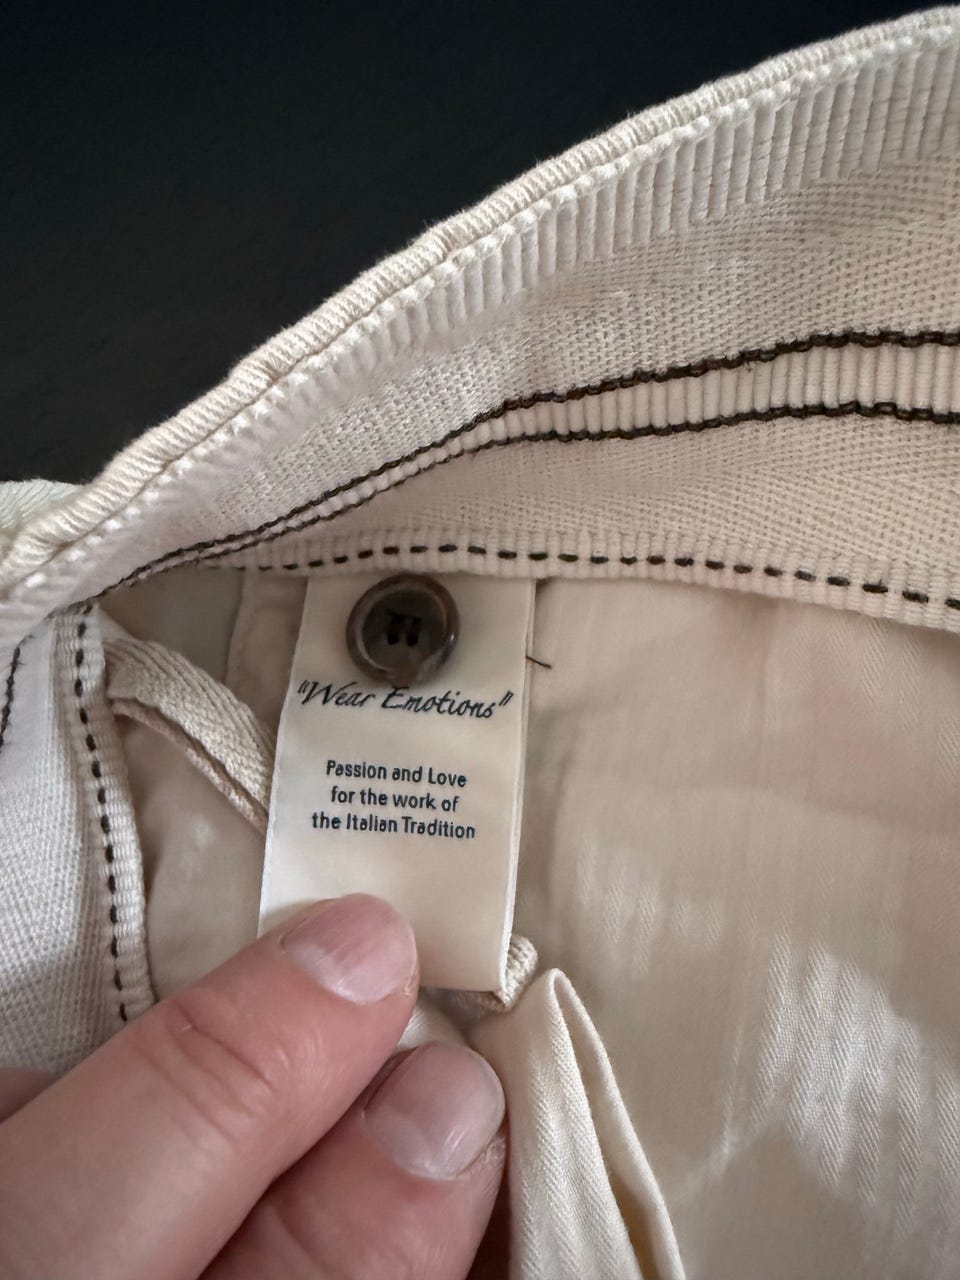 "Wear Emotions"
Passion and Love
for the work of
the Italian Tradition